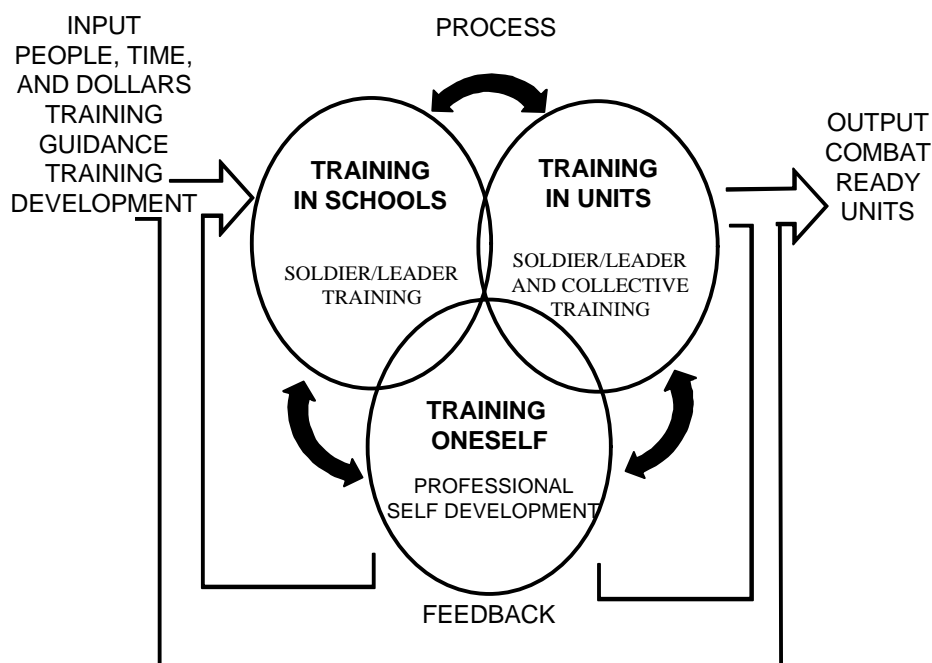 INPUT
PEOPLE, TIME,
AND DOLLARS
TRAINING
GUIDANCE
TRAINING
DEVELOPMENT
PROCESS
TRAINING
IN SCHOOLS
SOLDIER/LEADER
TRAINING
TRAINING
IN UNITS
SOLDIER/LEADER
AND COLLECTIVE
TRAINING
TRAINING
ONESELF
PROFESSIONAL
SELF DEVELOPMENT
OUTPUT
COMBAT
READY
UNITS
FEEDBACK